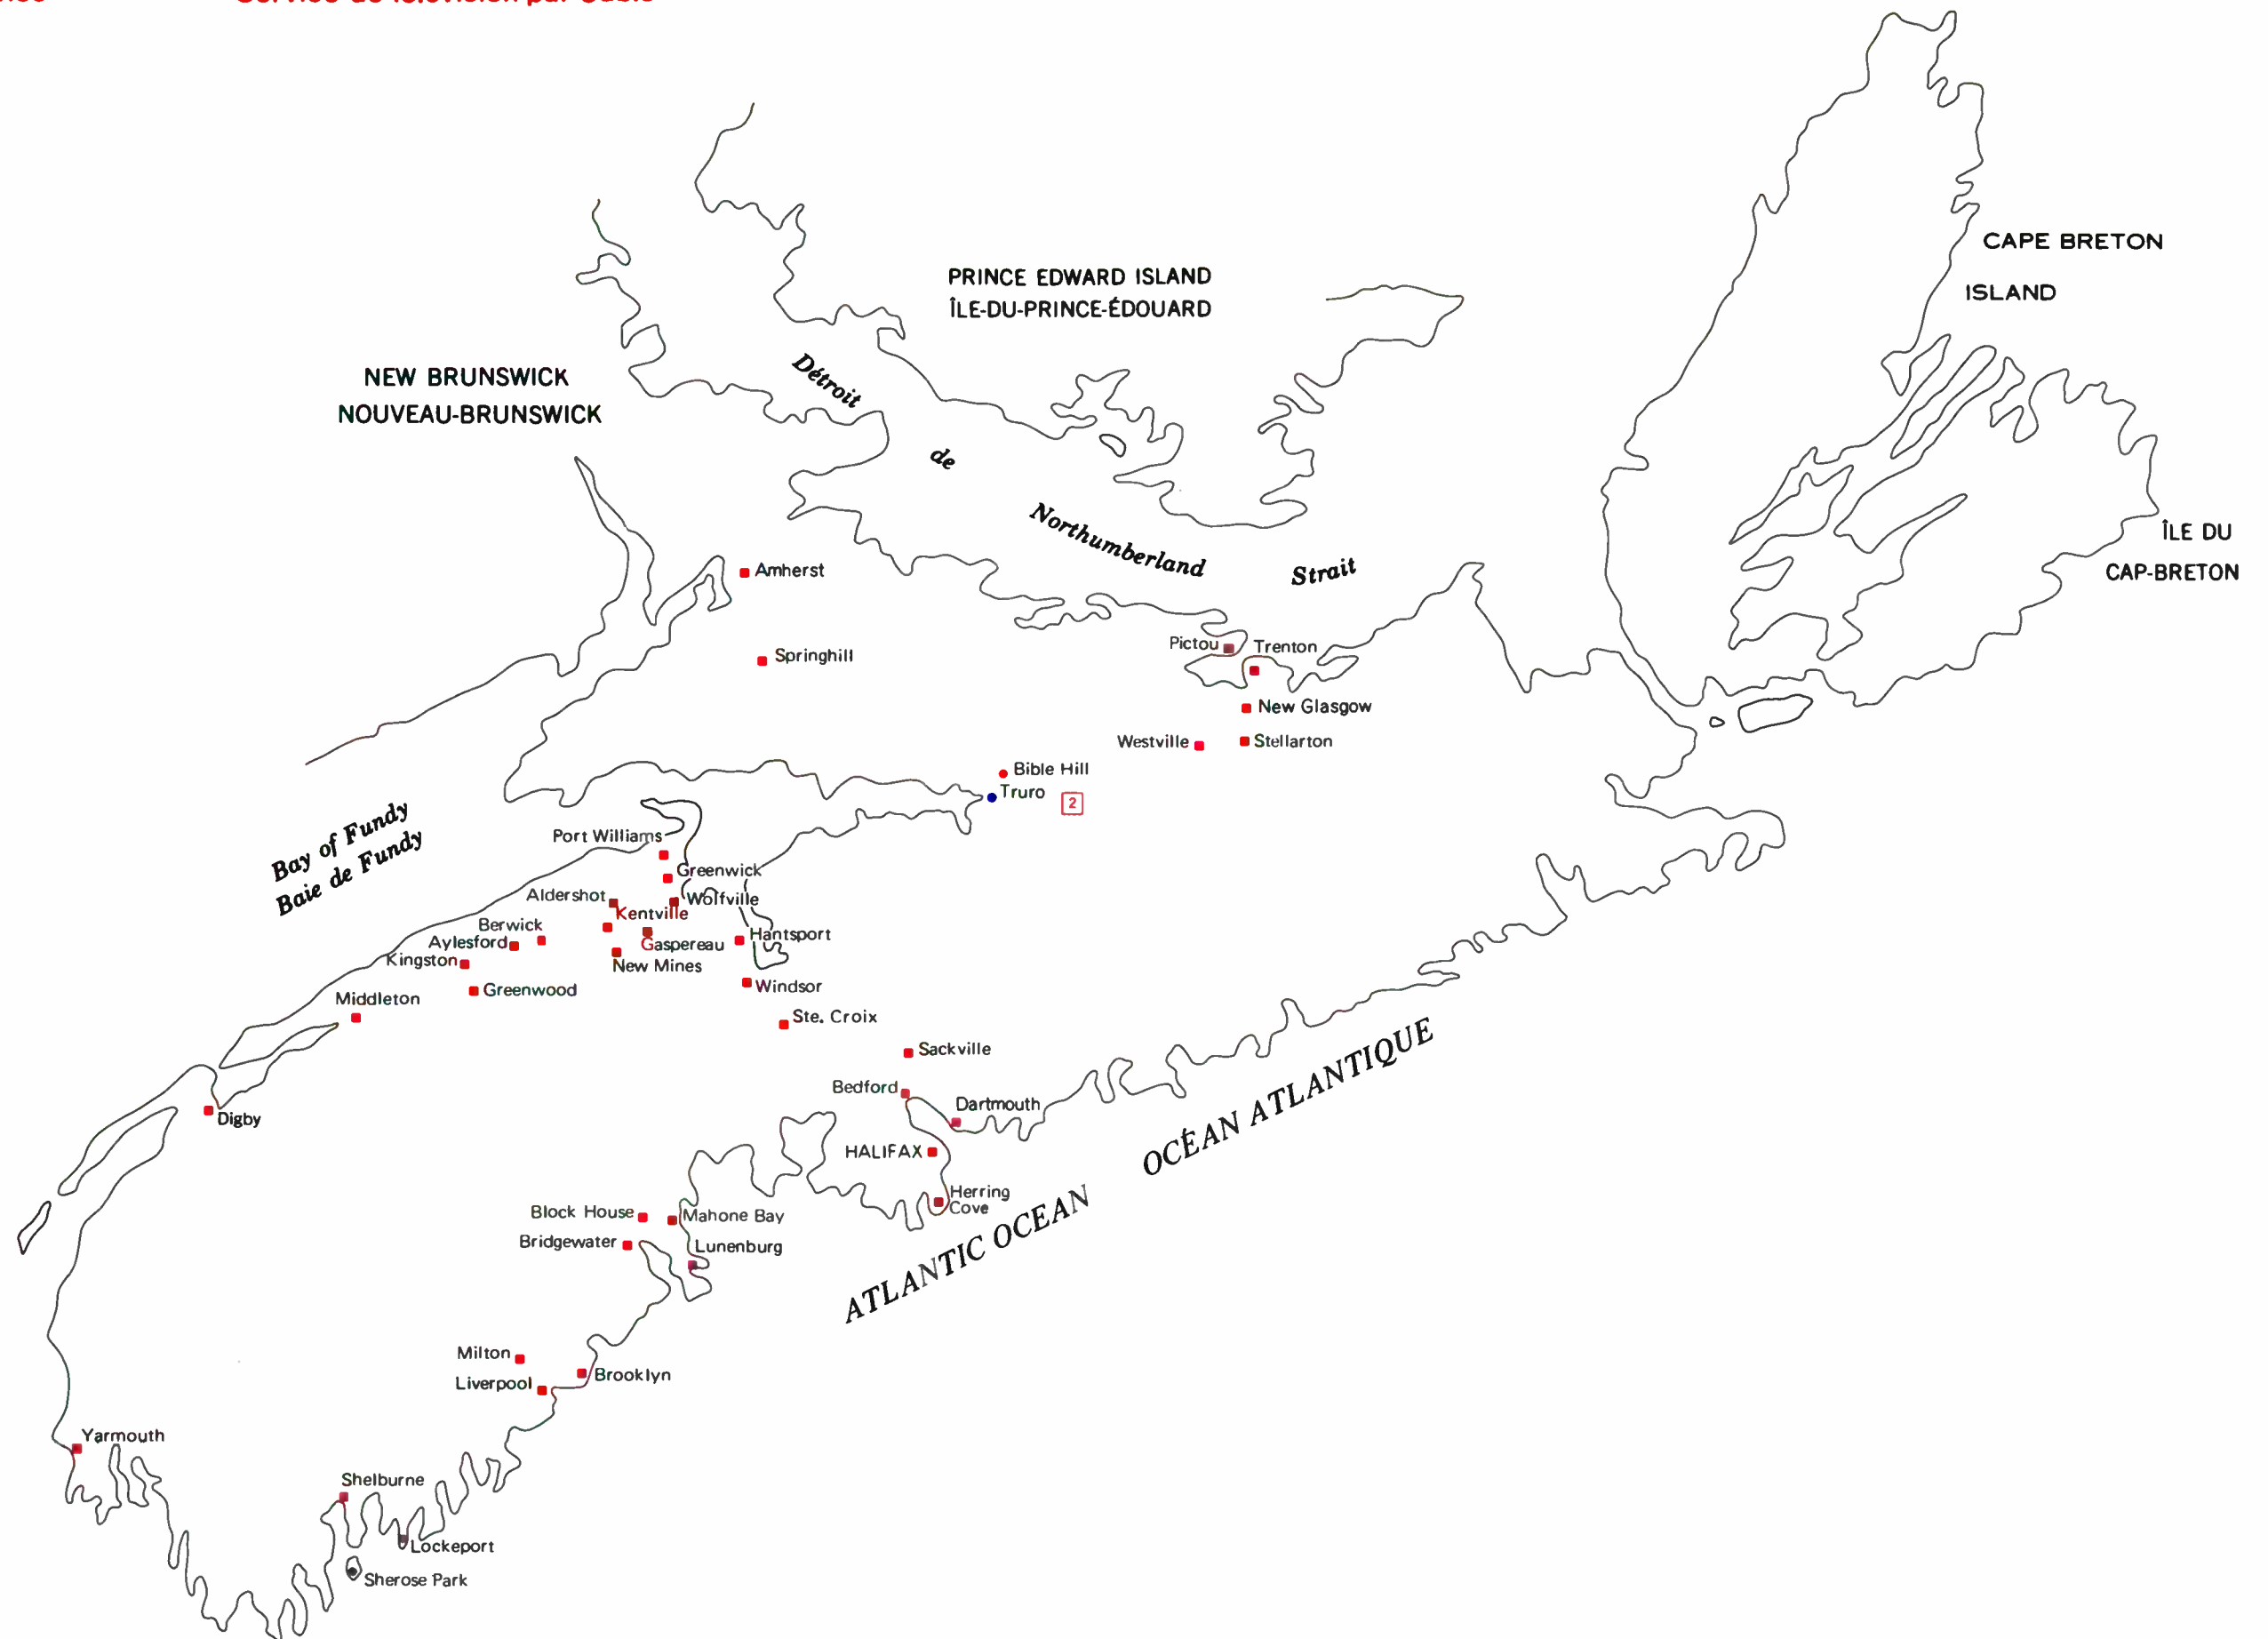 CAPE BRETON
ISLAND
PRINCE EDWARD ISLAND
ÎLE-DU-PRINCE-ÉDOUARD
NEW BRUNSWICK
NOUVEAU-BRUNSWICK
Détroit
de
Northumberland
Strait
ÎLE DU
CAP-BRETON
Amherst
Springhill
Pictou
Trenton
New Glasgow
Westville
Stellarton
Bible Hill
Truro
2
Bay of Fundy
Baie de Fundy
Port Williams
Greenwick
Aldershot
Wolfville
Kentville
Berwick
Hantsport
Aylesford
Gaspereau
Kingston
New Mines
Windsor
Greenwood
Middleton
Ste. Croix
Sackville
Bedford
Dartmouth
Digby
HALIFAX
OCÉAN ATLANTIQUE
Herring
Cove
ATLANTIC OCEAN
Block House
Mahone Bay
Bridgewater
Lunenburg
Milton
Brooklyn
Liverpool
Yarmouth
Shelburne
Lockeport
Sherose Park